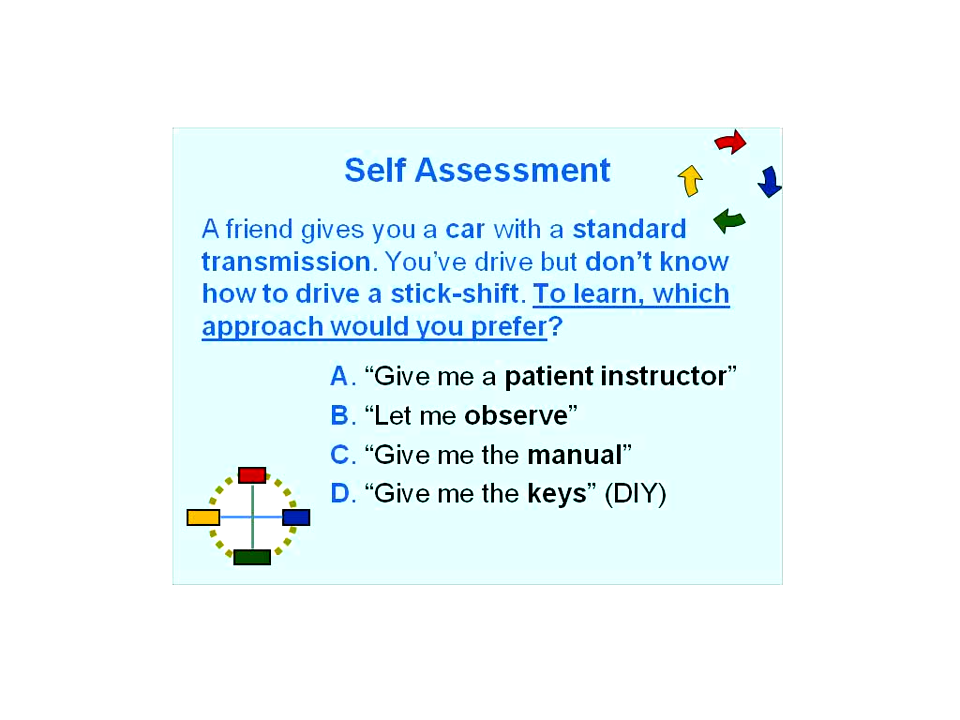 Self Assessment
A friend gives you a car with a standard
transmission. You’ve drive but don’t know
how to drive a stick-shift. To learn, which
approach would you prefer?
A. “Give me a patient instructor”
B. “Let me observe”
C. “Give me the manual”
D. “Give me the keys” (DIY)